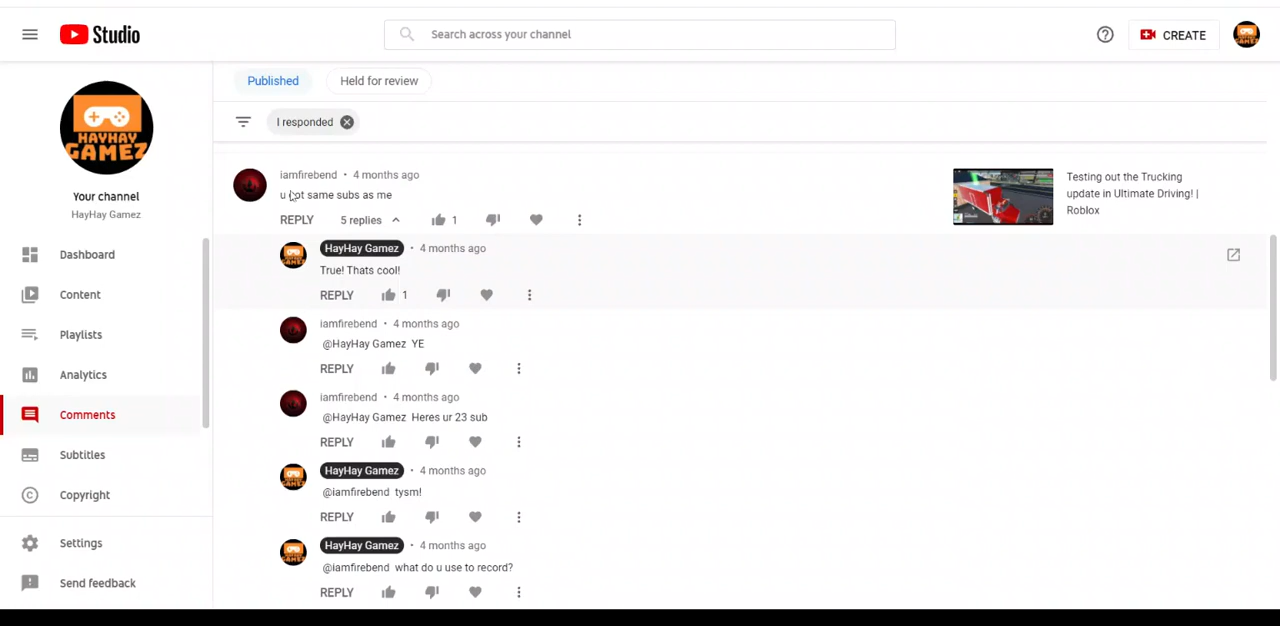 Studio
Search across your channel
CREATE
HAYHAY
GAMEZ
Your channel
HayHay Gamez
Dashboard
Content
Playlists
Analytics
Comments
Subtitles
Copyright
Settings
Send feedback
Published
Held for review
I responded
iamfirebend • 4 months ago
u got same subs as me
REPLY 5 replies 1
Testing out the Trucking
update in Ultimate Driving! |
Roblox
HayHay Gamez • 4 months ago
True! Thats cool!
REPLY 1
iamfirebend • 4 months ago
@HayHay Gamez YE
REPLY
iamfirebend • 4 months ago
@HayHay Gamez Heres ur 23 sub
REPLY
HayHay Gamez • 4 months ago
@iamfirebend tysm!
REPLY
HayHay Gamez • 4 months ago
@iamfirebend what do u use to record?
REPLY